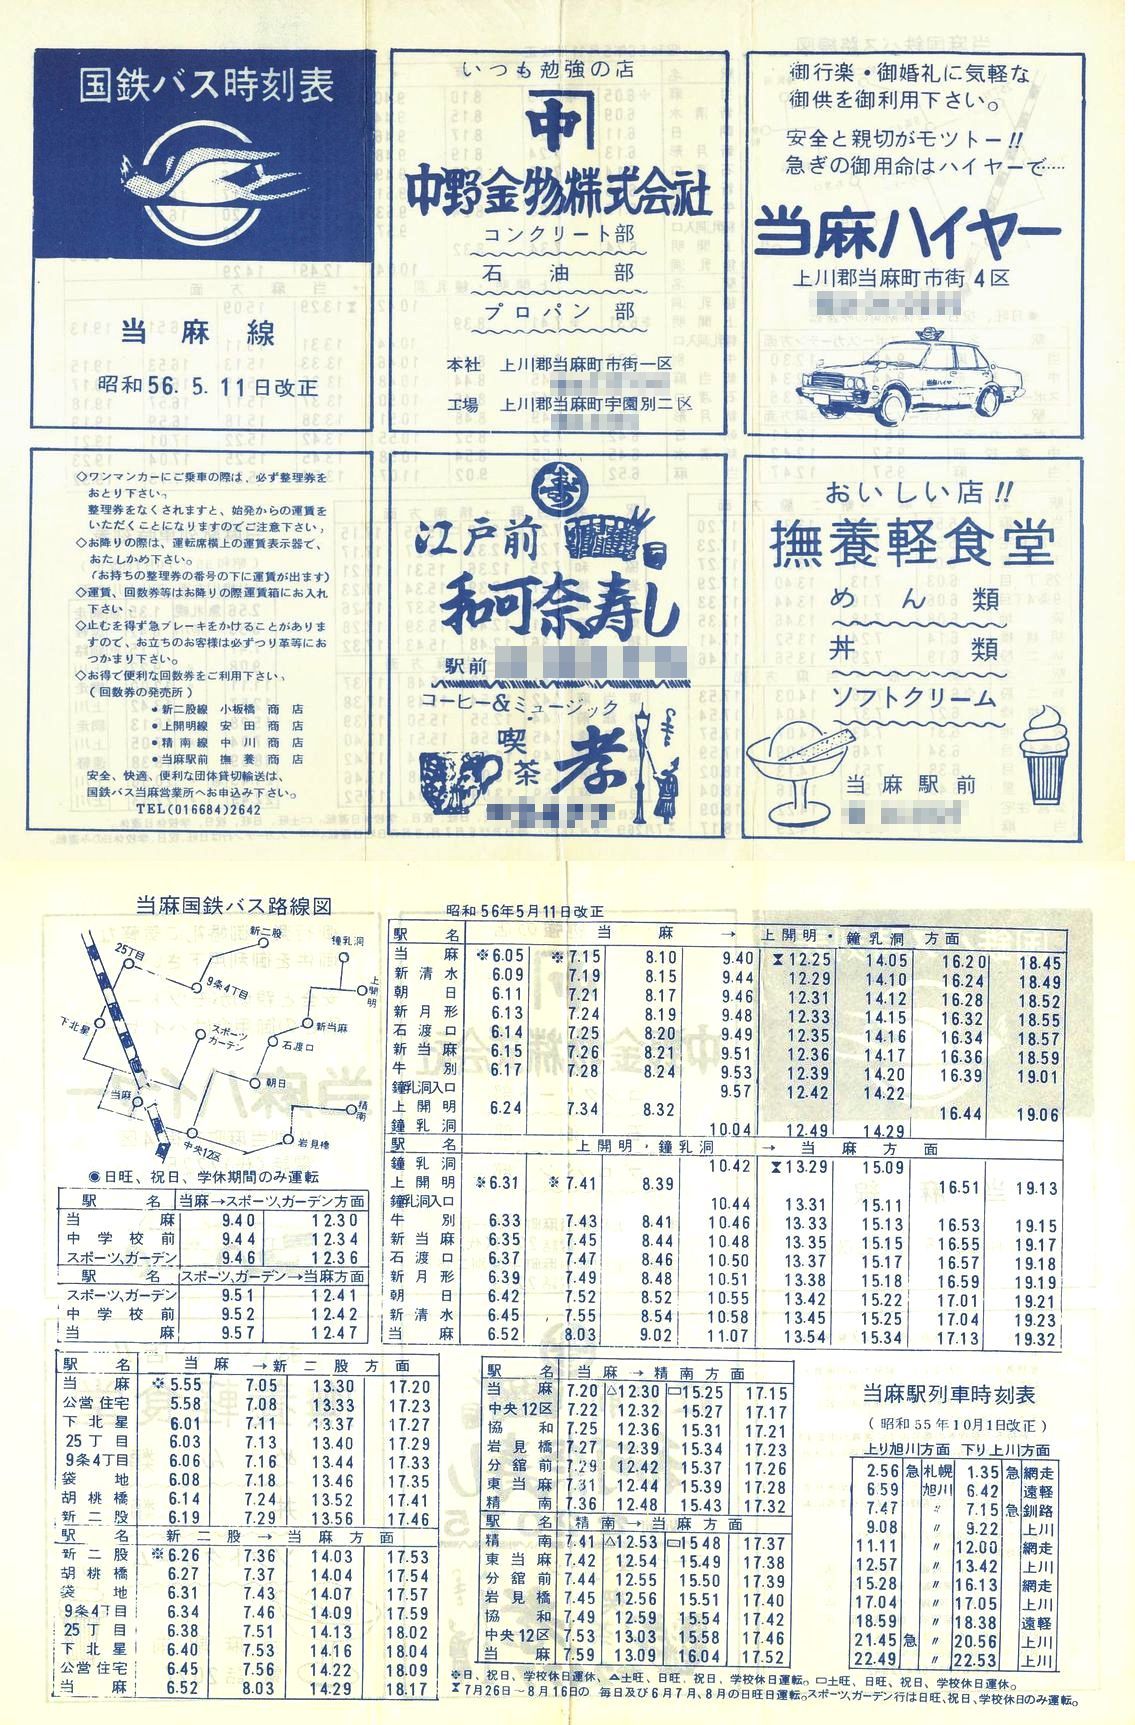 国鉄バス時刻表
当麻線
昭和56.5.11日改正
いつも勉強の店
中
中野金物株式会社
コンクリート部
石油部
プロパン部
本社 上川郡当麻町市街一区
工場 上川郡当麻町字園別二区
御行楽・御婚礼に気軽な
御供を御利用下さい。
安全と親切がモツトー!!
急ぎの御用命はハイヤーで……
当麻ハイヤー
上川郡当麻町市街4区
当麻ハイヤ
◇ワンマンカーにご乗車の際は、必ず整理券を
おとり下さい。
整理券をなくされますと、始発からの運賃を
いただくことになりますのでご注意下さい。
◇お降りの際は、運転席横上の運賃表示器で、
おたしかめ下さい。
(お持ちの整理券の番号の下に運賃が出ます)
◇運賃、回数券等はお降りの際運賃箱にお入れ
下さい。
◇止むを得ず急ブレーキをかけることがありま
すので、お立ちのお客様は必ずつり革等にお
つかまり下さい。
◇お得で便利な回数券をご利用下さい。
(回数券の発売所)
•新二股線 小板橋商店
•上開明線 安田商店
•精南線 中川商店
•当麻駅前 撫養商店
安全、快適、便利な団体貸切輸送は、
国鉄バス当麻営業所へお申込み下さい。
TEL(016684)2642
寿
江戸前
和可奈寿し
駅前
コーヒー&ミュージック
喫茶 孝
Coffee
おいしい店!!
撫養軽食堂
めん類
丼類
ソフトクリーム
当麻駅前
当麻国鉄バス路線図
新二股
鐘乳洞
25丁目
9条4丁目
上開明
下北星
スポーツガーデン
新当麻
石渡口
朝日
当麻
精南
中央12区
岩見橋
◉日旺、祝日、学休期間のみ運転
駅名 当麻→スポーツ、ガーデン方面
当麻 9.40 12.30
中学校前 9.44 12.34
スポーツ、ガーデン 9.46 12.36
駅名 スポーツ、ガーデン→当麻方面
スポーツ、ガーデン 9.51 12.41
中学校前 9.52 12.42
当麻 9.57 12.47
昭和56年5月11日改正
駅名 当麻→上開明・鐘乳洞方面
当麻 ※6.05 ※7.15 8.10 9.40 ⧗12.25 14.05 16.20 18.45
新清水 6.09 7.19 8.15 9.44 12.29 14.10 16.24 18.49
朝日 6.11 7.21 8.17 9.46 12.31 14.12 16.28 18.52
新月形 6.13 7.24 8.19 9.48 12.33 14.15 16.32 18.55
石渡口 6.14 7.25 8.20 9.49 12.35 14.16 16.34 18.57
新当麻 6.15 7.26 8.21 9.51 12.36 14.17 16.36 18.59
牛別 6.17 7.28 8.24 9.53 12.39 14.20 16.39 19.01
鐘乳洞入口 9.57 12.42 14.22
上開明 6.24 7.34 8.32 16.44 19.06
鐘乳洞 10.04 12.49 14.29
駅名 上開明・鐘乳洞→当麻方面
鐘乳洞 10.42 ⧗13.29 15.09
上開明 ※6.31 ※7.41 8.39 16.51 19.13
鐘乳洞入口 10.44 13.31 15.11
牛別 6.33 7.43 8.41 10.46 13.33 15.13 16.53 19.15
新当麻 6.35 7.45 8.44 10.48 13.35 15.15 16.55 19.17
石渡口 6.37 7.47 8.46 10.50 13.37 15.17 16.57 19.18
新月形 6.39 7.49 8.48 10.51 13.38 15.18 16.59 19.19
朝日 6.42 7.52 8.52 10.55 13.42 15.22 17.01 19.21
新清水 6.45 7.55 8.54 10.58 13.45 15.25 17.04 19.23
当麻 6.52 8.03 9.02 11.07 13.54 15.34 17.13 19.32
駅名 当麻→新二股方面
当麻 ※5.55 7.05 13.30 17.20
公営住宅 5.58 7.08 13.33 17.23
下北星 6.01 7.11 13.37 17.27
25丁目 6.03 7.13 13.40 17.29
9条4丁目 6.06 7.16 13.44 17.33
袋地 6.08 7.18 13.46 17.35
胡桃橋 6.14 7.24 13.52 17.41
新二股 6.19 7.29 13.56 17.46
駅名 新二股→当麻方面
新二股 ※6.26 7.36 14.03 17.53
胡桃橋 6.27 7.37 14.04 17.54
袋地 6.31 7.43 14.07 17.57
9条4丁目 6.34 7.46 14.09 17.59
25丁目 6.38 7.51 14.13 18.02
下北星 6.40 7.53 14.16 18.04
公営住宅 6.45 7.56 14.22 18.09
当麻 6.52 8.03 14.29 18.17
駅名 当麻→精南方面
当麻 7.20 △12.30 ▭15.25 17.15
中央12区 7.22 12.32 15.27 17.17
協和 7.25 12.36 15.31 17.21
岩見橋 7.27 12.39 15.34 17.23
分館前 7.29 12.42 15.37 17.26
東当麻 7.31 12.44 15.39 17.28
精南 7.36 12.48 15.43 17.32
駅名 精南→当麻方面
精南 7.41 △12.53 ▭15.48 17.37
東当麻 7.42 12.54 15.49 17.38
分館前 7.44 12.55 15.50 17.39
岩見橋 7.45 12.56 15.51 17.40
協和 7.49 12.59 15.54 17.42
中央12区 7.53 13.03 15.58 17.46
当麻 7.59 13.09 16.04 17.52
当麻駅列車時刻表
(昭和55年10月1日改正)
上り旭川方面 下り上川方面
2.56 急 札幌 1.35 急 網走
6.59 旭川 6.42 遠軽
7.47 〃 7.15 急 釧路
9.08 〃 9.22 上川
11.11 〃 12.00 網走
12.57 〃 13.42 上川
15.28 〃 16.13 網走
17.04 〃 17.05 上川
18.59 〃 18.38 遠軽
21.45 急 〃 20.56 上川
22.49 〃 22.53 上川
※日、祝日、学校休日運休、△土旺、日旺、祝日、学校休日運転。▭土旺、日旺、祝日、学校休日運休。
⧗7月26日~8月16日の毎日及び6月7月、8月の日旺日運転。スポーツ、ガーデン行は日旺、祝日、学校休日のみ運転。